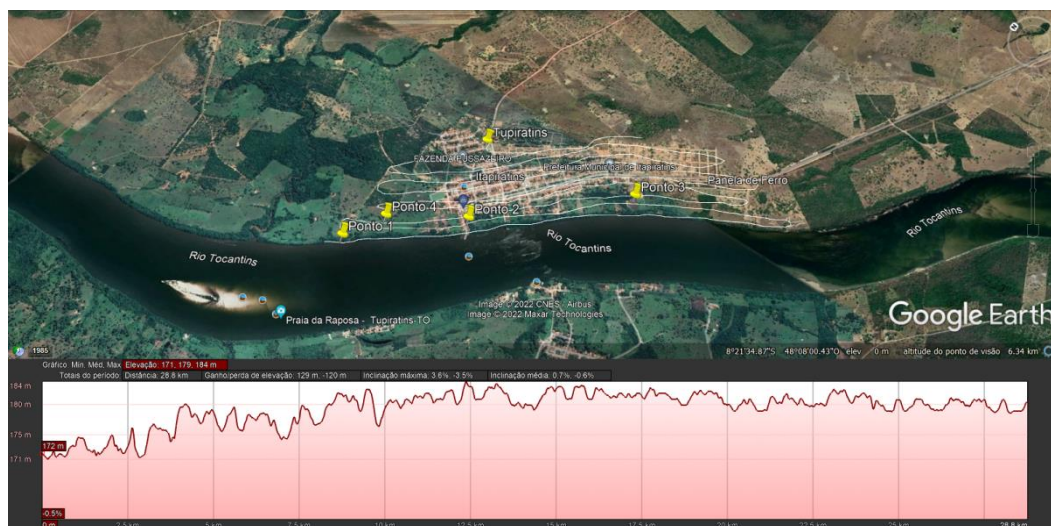 Tupiratins
FAZENDA PUSSAZHIRO
Prefeitura Municipal de Itapiratins
Itapiratins
Panela de Ferro
Ponto 3
Ponto 4
Ponto 2
Ponto 1
Rio Tocantins
Rio Tocantins
Rio Tocantins
Image © 2022 CNES - Airbus
Image © 2022 Maxar Technologies
Praia da Raposa - Tupiratins-TO
Google Earth
1985
8°21'34.87"S 48°08'00.43"O elev 0 m altitude do ponto de visão 6.34 km
Gráfico: Min, Méd, Max Elevação: 171, 179, 184 m
Totais do período: Distância: 28.8 km Ganho/perda de elevação: 129 m, -120 m Inclinação máxima: 3.6%, -3.5% Inclinação média: 0.7%, -0.6%
184 m
180 m
175 m
172 m
171 m
-0.5%
0 m 2.5 km 5 km 7.5 km 10 km 12.5 km 15 km 17.5 km 20 km 22.5 km 25 km 28.8 km